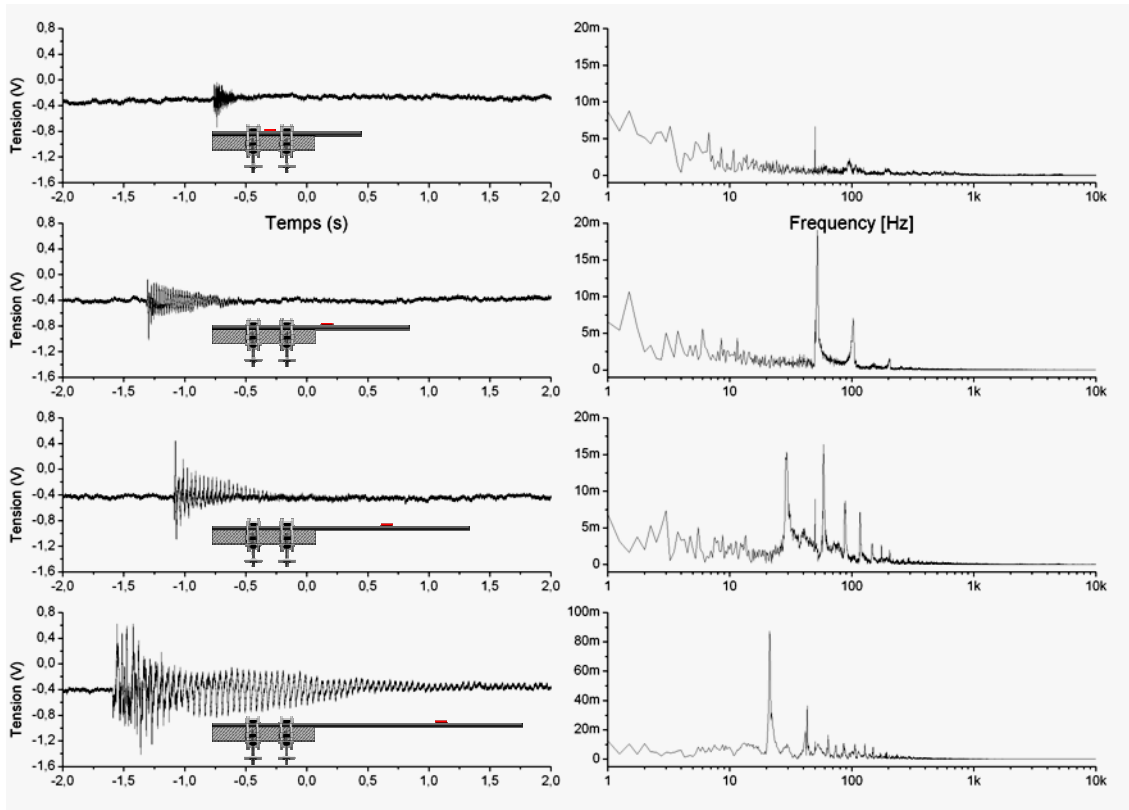 0,8
0,4
0,0
-0,4
-0,8
-1,2
-1,6
Tension (V)
-2,0 -1,5 -1,0 -0,5 0,0 0,5 1,0 1,5 2,0
Temps (s)
20m
15m
10m
5m
0
1 10 100 1k 10k
Frequency [Hz]
0,8
0,4
0,0
-0,4
-0,8
-1,2
-1,6
Tension (V)
-2,0 -1,5 -1,0 -0,5 0,0 0,5 1,0 1,5 2,0
20m
15m
10m
5m
0
1 10 100 1k 10k
0,8
0,4
0,0
-0,4
-0,8
-1,2
-1,6
Tension (V)
-2,0 -1,5 -1,0 -0,5 0,0 0,5 1,0 1,5 2,0
20m
15m
10m
5m
0
1 10 100 1k 10k
0,8
0,4
0,0
-0,4
-0,8
-1,2
-1,6
Tension (V)
-2,0 -1,5 -1,0 -0,5 0,0 0,5 1,0 1,5 2,0
100m
80m
60m
40m
20m
0
1 10 100 1k 10k